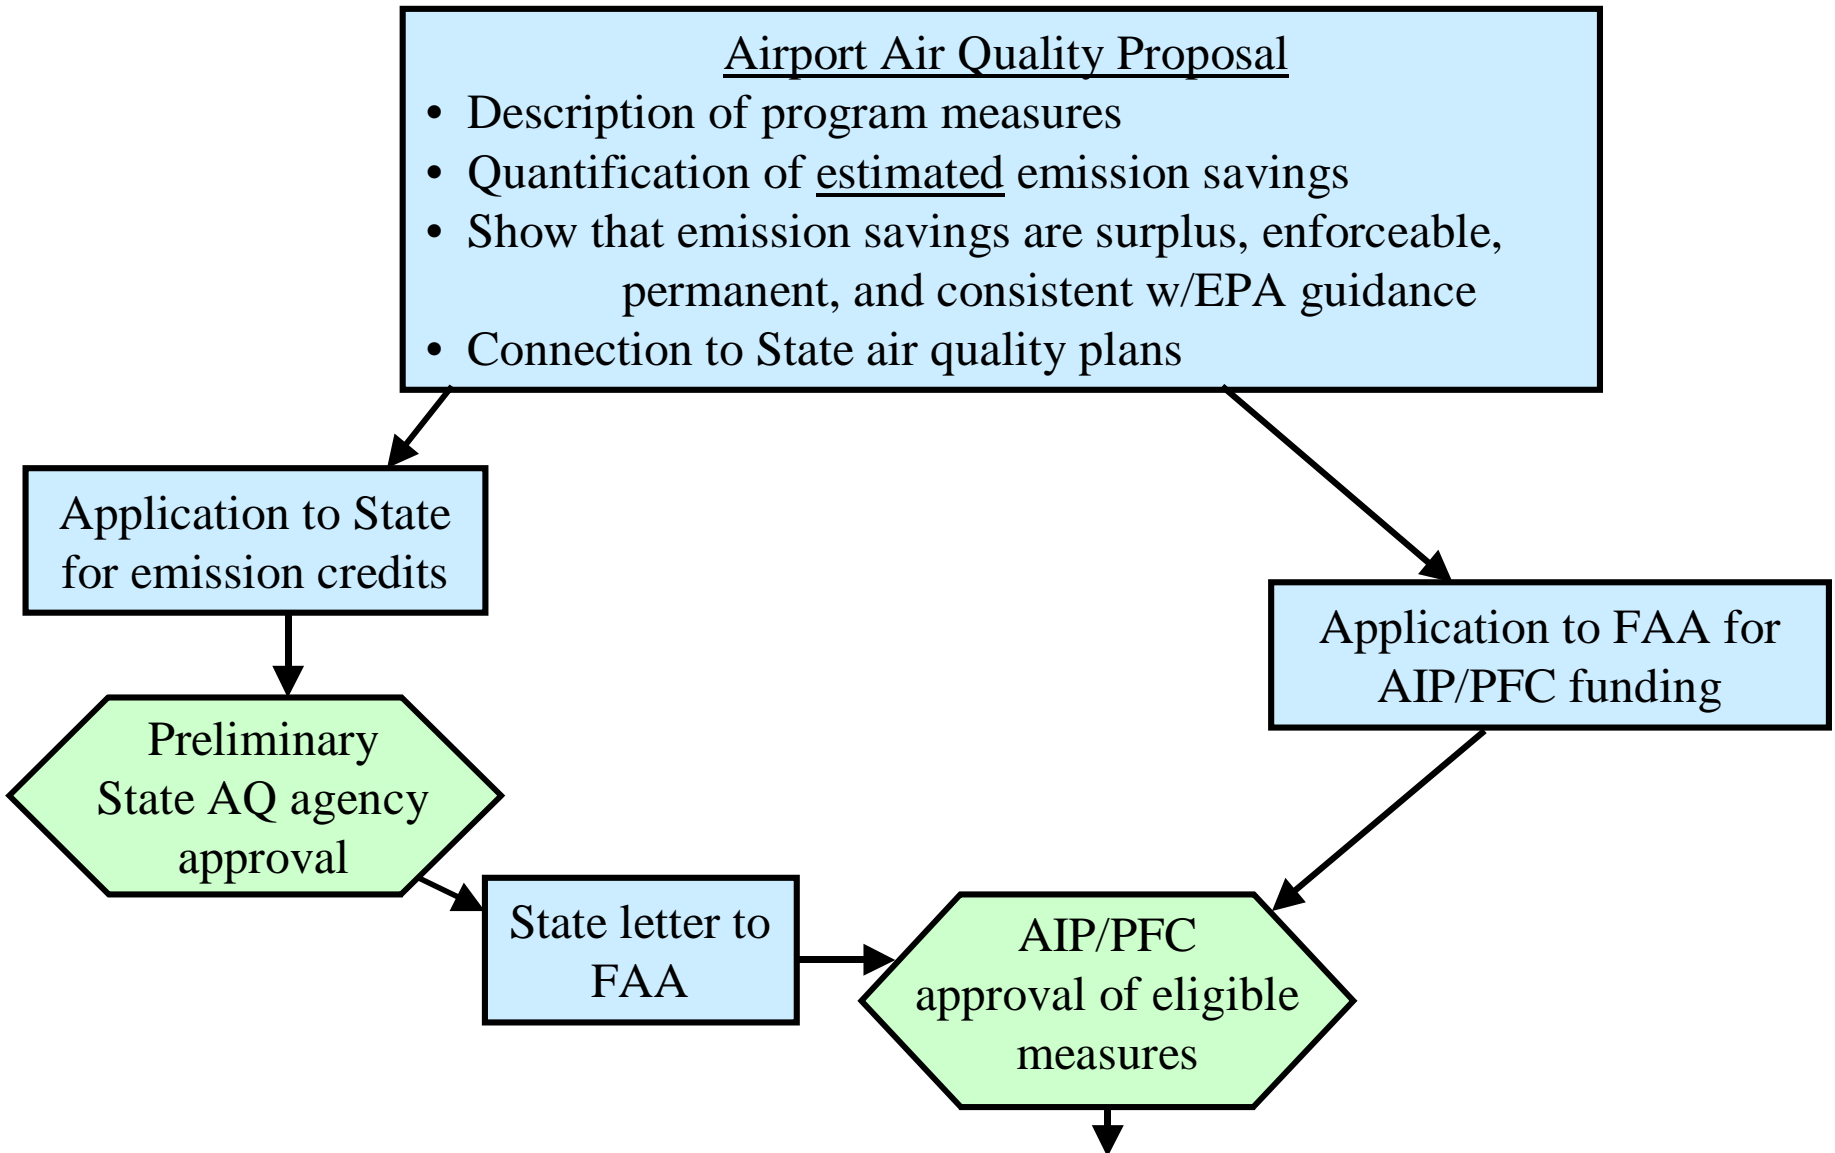 Airport Air Quality Proposal
• Description of program measures
• Quantification of estimated emission savings
• Show that emission savings are surplus, enforceable,
permanent, and consistent w/EPA guidance
• Connection to State air quality plans
Application to State
for emission credits
Application to FAA for
AIP/PFC funding
Preliminary
State AQ agency
approval
State letter to
FAA
AIP/PFC
approval of eligible
measures